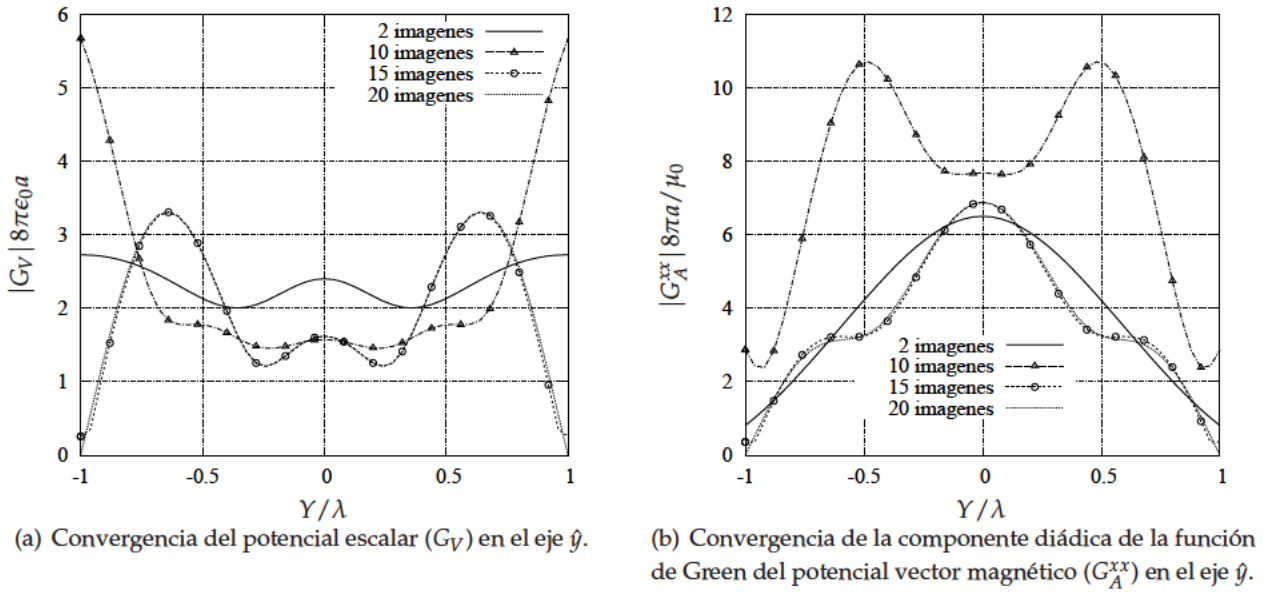 6
5
4
3
2
1
0
|G_V| 8πϵ₀a
2 imagenes
10 imagenes
15 imagenes
20 imagenes
-1
-0.5
0
0.5
1
Y/λ
(a) Convergencia del potencial escalar (G_V) en el eje ŷ.
12
10
8
6
4
2
0
|G_A^{xx}| 8πa/μ₀
2 imagenes
10 imagenes
15 imagenes
20 imagenes
-1
-0.5
0
0.5
1
Y/λ
(b) Convergencia de la componente diádica de la función
de Green del potencial vector magnético (G_A^{xx}) en el eje ŷ.